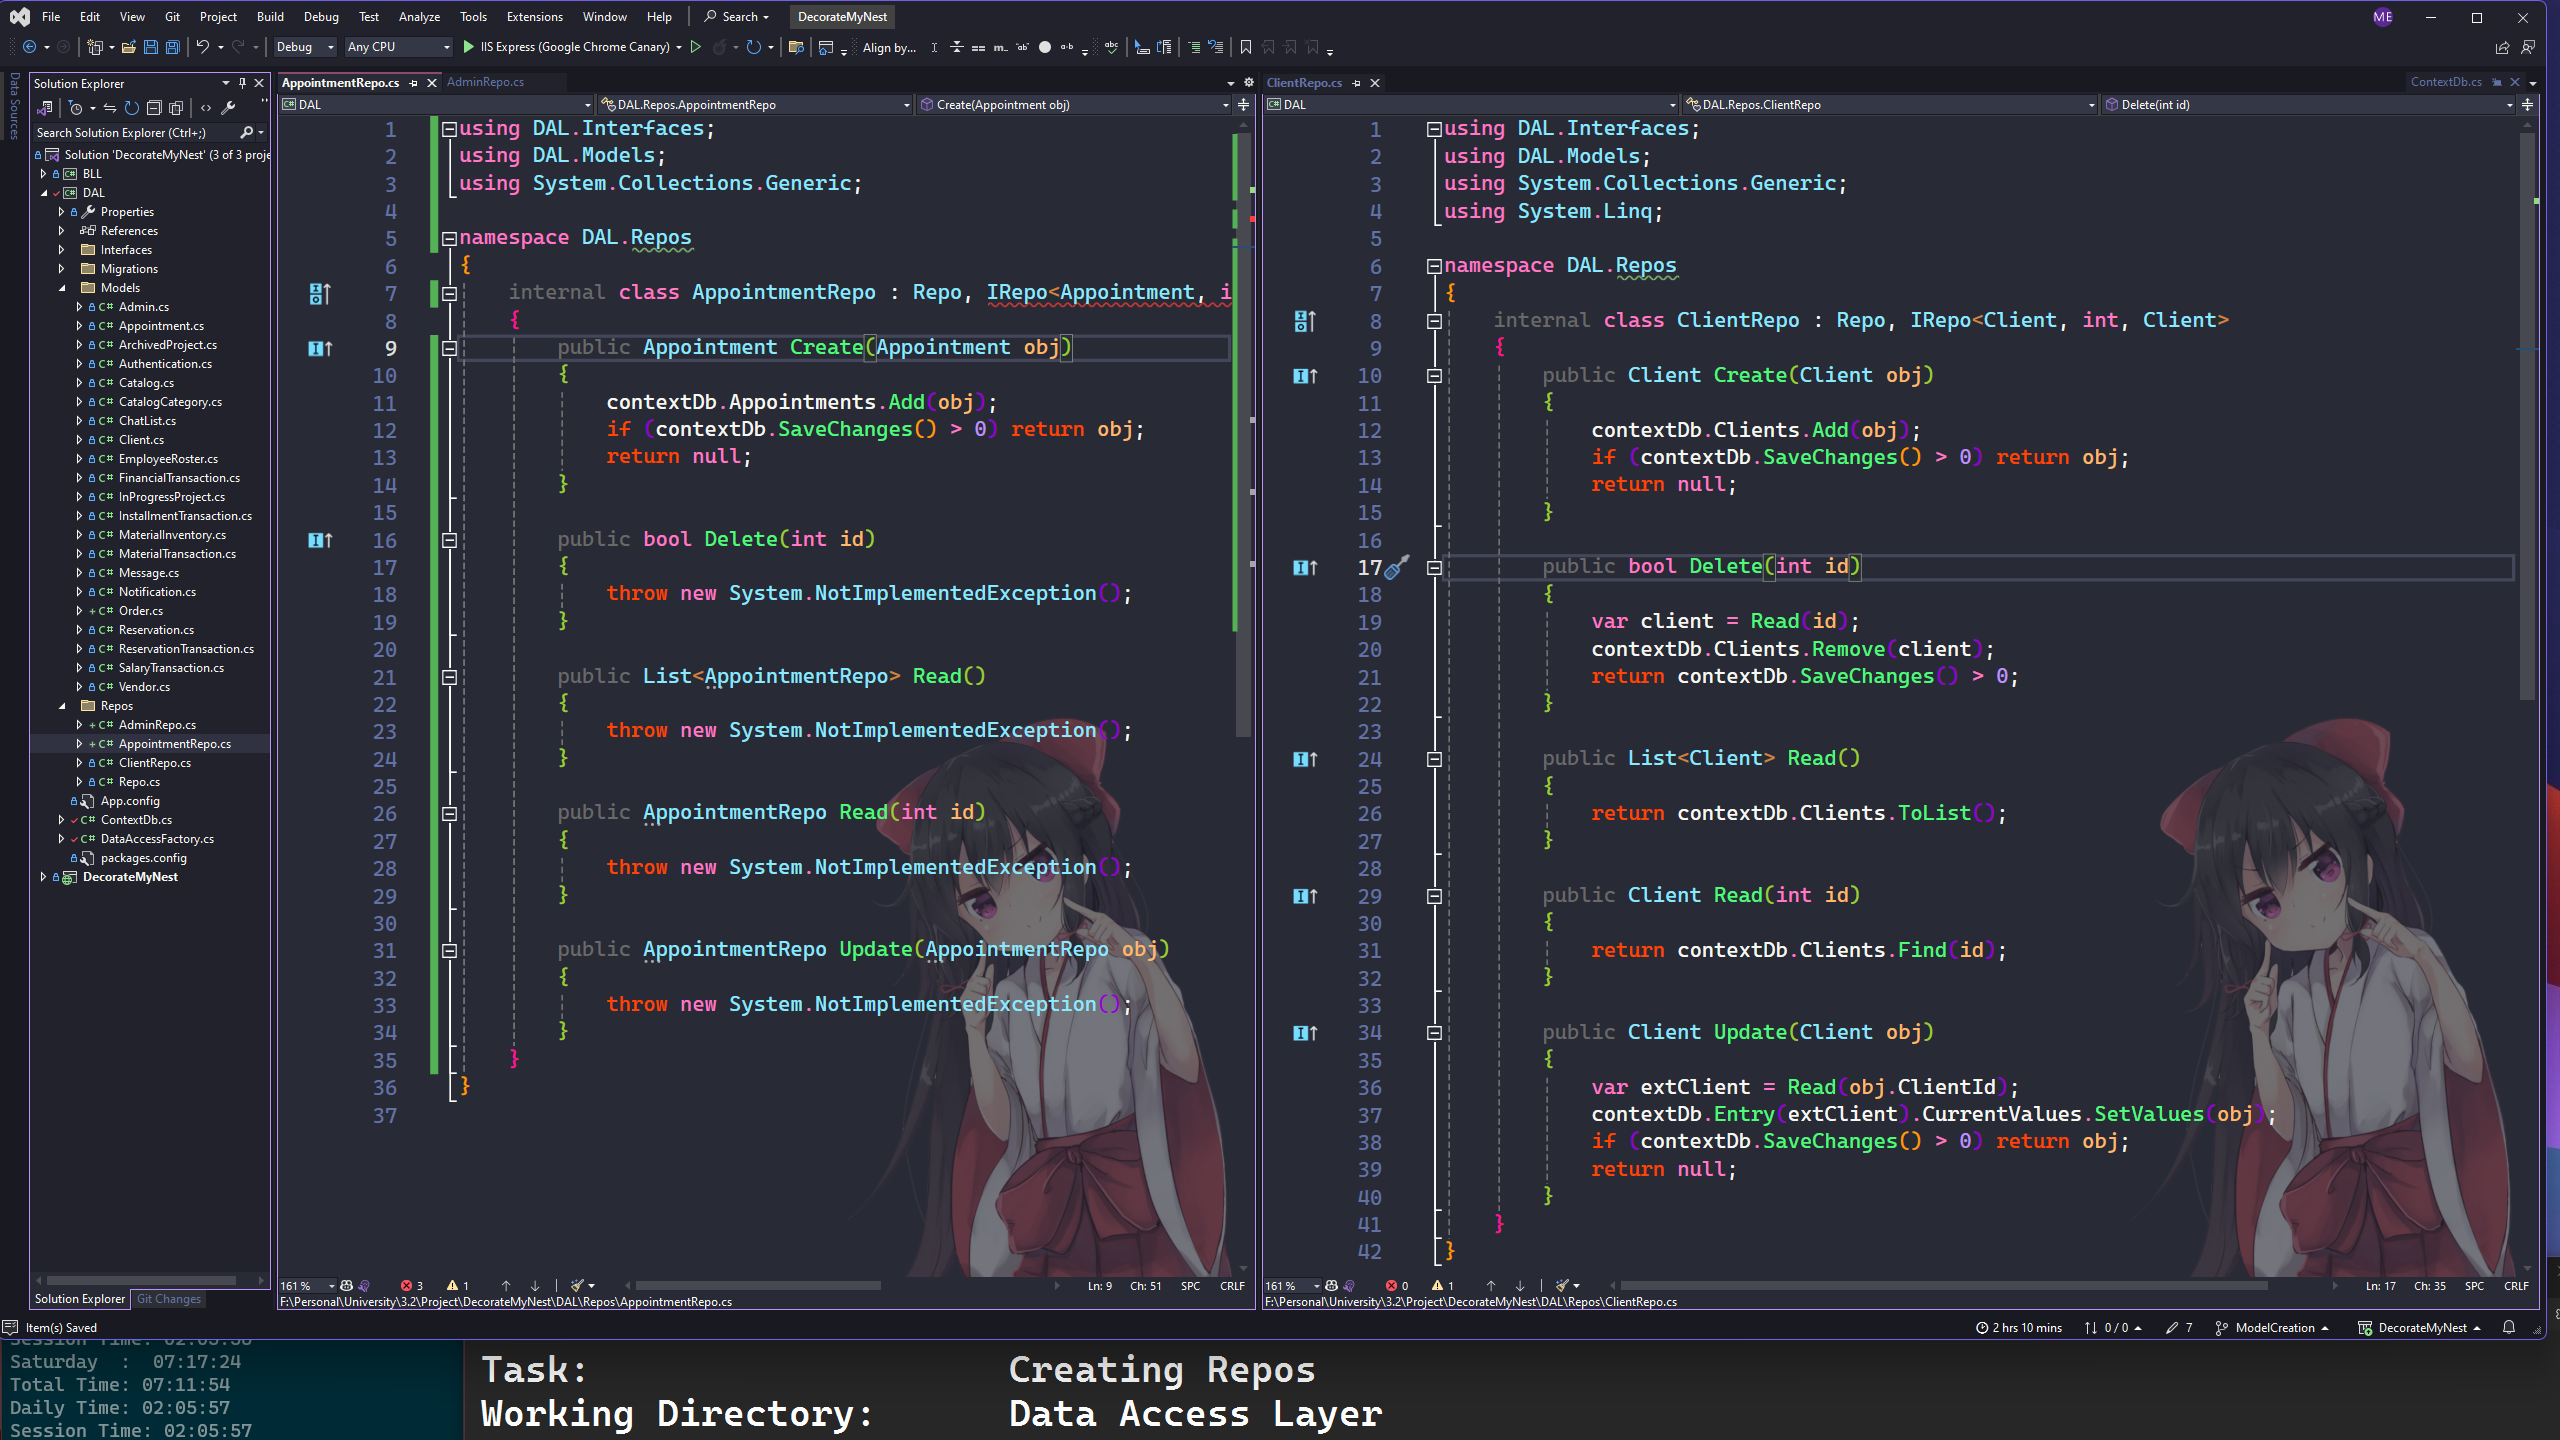 File Edit View Git Project Build Debug Test Analyze Tools Extensions Window Help Search DecorateMyNest ME
Debug Any CPU IIS Express (Google Chrome Canary) Align by...
Data Sources
Solution Explorer
Search Solution Explorer (Ctrl+;)
Solution 'DecorateMyNest' (3 of 3 proje
BLL
DAL
Properties
References
Interfaces
Migrations
Models
C# Admin.cs
C# Appointment.cs
C# ArchivedProject.cs
C# Authentication.cs
C# Catalog.cs
C# CatalogCategory.cs
C# ChatList.cs
C# Client.cs
C# EmployeeRoster.cs
C# FinancialTransaction.cs
C# InProgressProject.cs
C# InstallmentTransaction.cs
C# MaterialInventory.cs
C# MaterialTransaction.cs
C# Message.cs
C# Notification.cs
+ C# Order.cs
C# Reservation.cs
C# ReservationTransaction.cs
C# SalaryTransaction.cs
C# Vendor.cs
Repos
+ C# AdminRepo.cs
+ C# AppointmentRepo.cs
C# ClientRepo.cs
C# Repo.cs
App.config
C# ContextDb.cs
C# DataAccessFactory.cs
packages.config
DecorateMyNest
Solution Explorer Git Changes
AppointmentRepo.cs AdminRepo.cs
DAL DAL.Repos.AppointmentRepo Create(Appointment obj)
1 using DAL.Interfaces;
2 using DAL.Models;
3 using System.Collections.Generic;
4
5 namespace DAL.Repos
6 {
7 internal class AppointmentRepo : Repo, IRepo<Appointment, i
8 {
9 public Appointment Create(Appointment obj)
10 {
11 contextDb.Appointments.Add(obj);
12 if (contextDb.SaveChanges() > 0) return obj;
13 return null;
14 }
15
16 public bool Delete(int id)
17 {
18 throw new System.NotImplementedException();
19 }
20
21 public List<AppointmentRepo> Read()
22 {
23 throw new System.NotImplementedException();
24 }
25
26 public AppointmentRepo Read(int id)
27 {
28 throw new System.NotImplementedException();
29 }
30
31 public AppointmentRepo Update(AppointmentRepo obj)
32 {
33 throw new System.NotImplementedException();
34 }
35 }
36 }
37
161 % 3 1 Ln: 9 Ch: 51 SPC CRLF
F:\Personal\University\3.2\Project\DecorateMyNest\DAL\Repos\AppointmentRepo.cs
ClientRepo.cs ContextDb.cs
DAL DAL.Repos.ClientRepo Delete(int id)
1 using DAL.Interfaces;
2 using DAL.Models;
3 using System.Collections.Generic;
4 using System.Linq;
5
6 namespace DAL.Repos
7 {
8 internal class ClientRepo : Repo, IRepo<Client, int, Client>
9 {
10 public Client Create(Client obj)
11 {
12 contextDb.Clients.Add(obj);
13 if (contextDb.SaveChanges() > 0) return obj;
14 return null;
15 }
16
17 public bool Delete(int id)
18 {
19 var client = Read(id);
20 contextDb.Clients.Remove(client);
21 return contextDb.SaveChanges() > 0;
22 }
23
24 public List<Client> Read()
25 {
26 return contextDb.Clients.ToList();
27 }
28
29 public Client Read(int id)
30 {
31 return contextDb.Clients.Find(id);
32 }
33
34 public Client Update(Client obj)
35 {
36 var extClient = Read(obj.ClientId);
37 contextDb.Entry(extClient).CurrentValues.SetValues(obj);
38 if (contextDb.SaveChanges() > 0) return obj;
39 return null;
40 }
41 }
42 }
161 % 0 1 Ln: 17 Ch: 35 SPC CRLF
F:\Personal\University\3.2\Project\DecorateMyNest\DAL\Repos\ClientRepo.cs
Item(s) Saved 2 hrs 10 mins 0 / 0 7 ModelCreation DecorateMyNest
Saturday : 07:17:24
Total Time: 07:11:54
Daily Time: 02:05:57
Session Time: 02:05:57
Task: Creating Repos
Working Directory: Data Access Layer